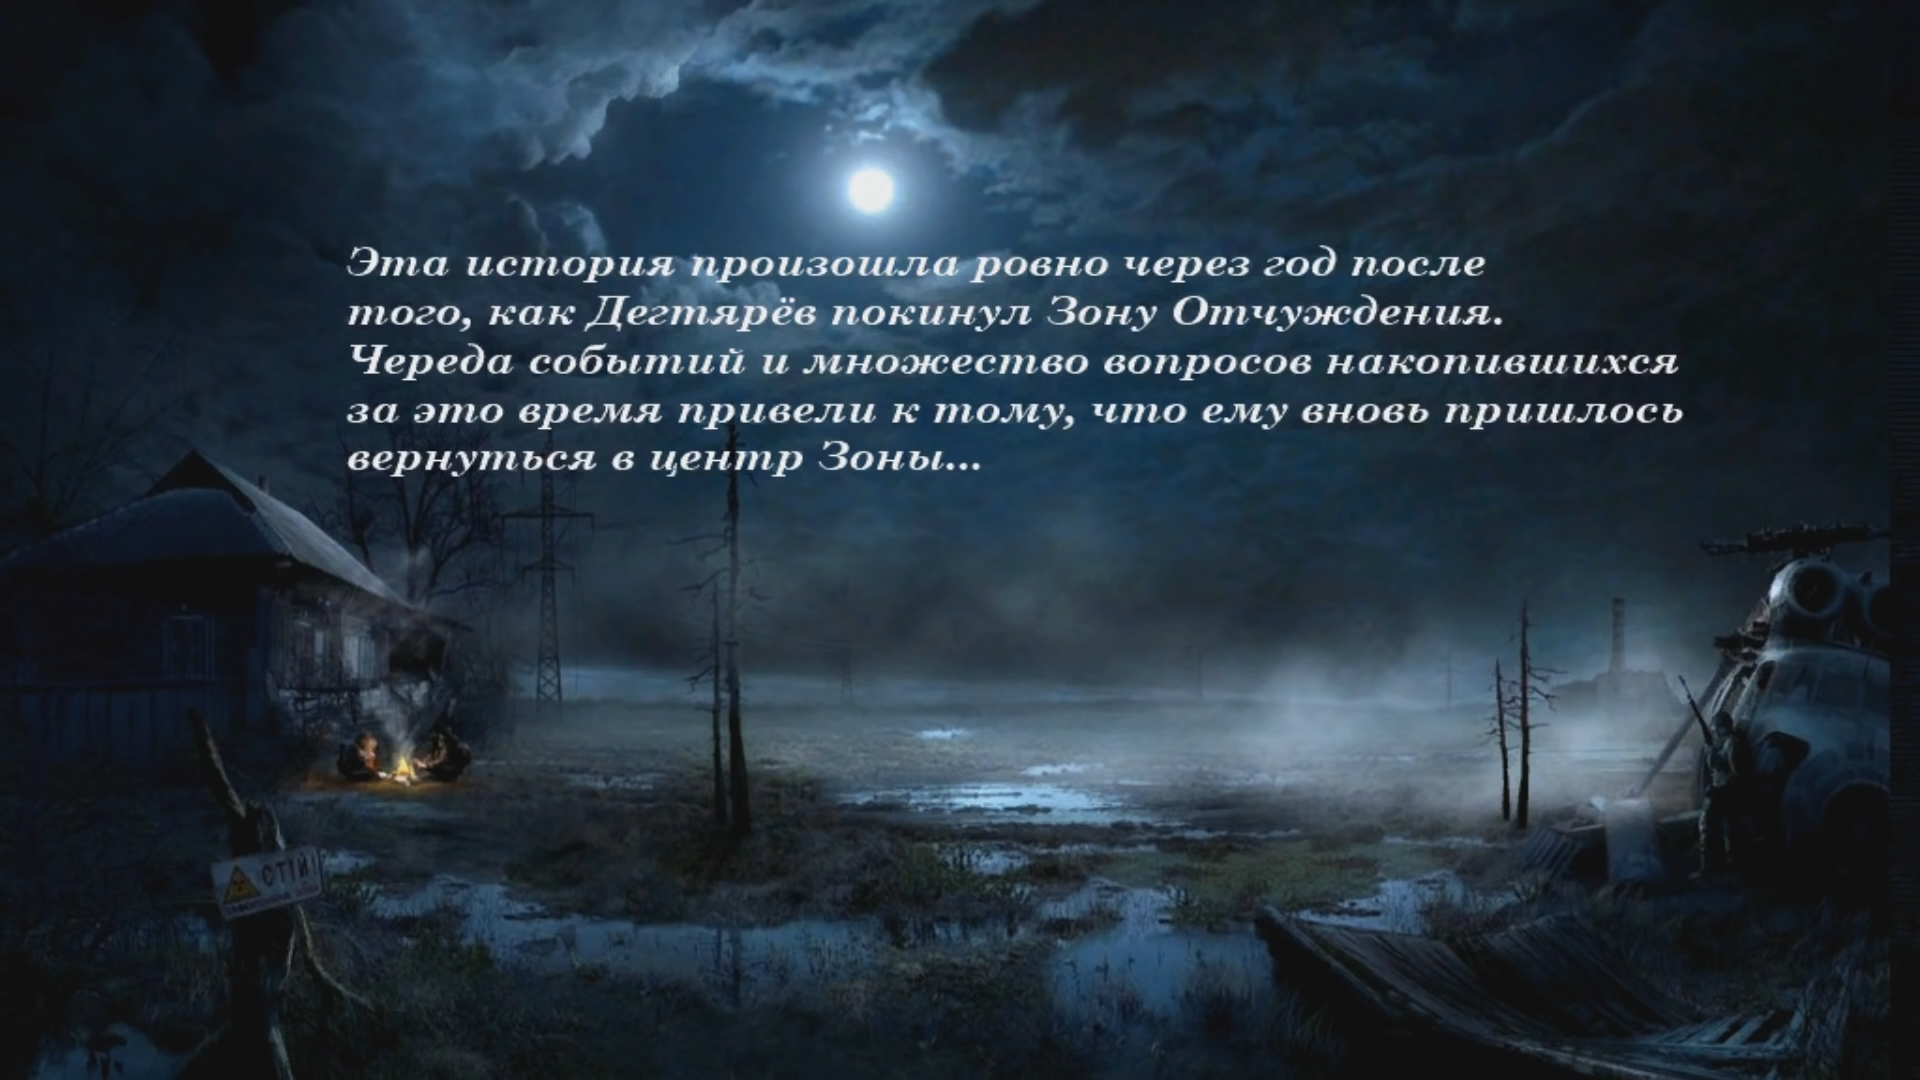 Эта история произошла ровно через год после
того, как Дегтярёв покинул Зону Отчуждения.
Череда событий и множество вопросов накопившихся
за это время привели к тому, что ему вновь пришлось
вернуться в центр Зоны...
СТІЙ!